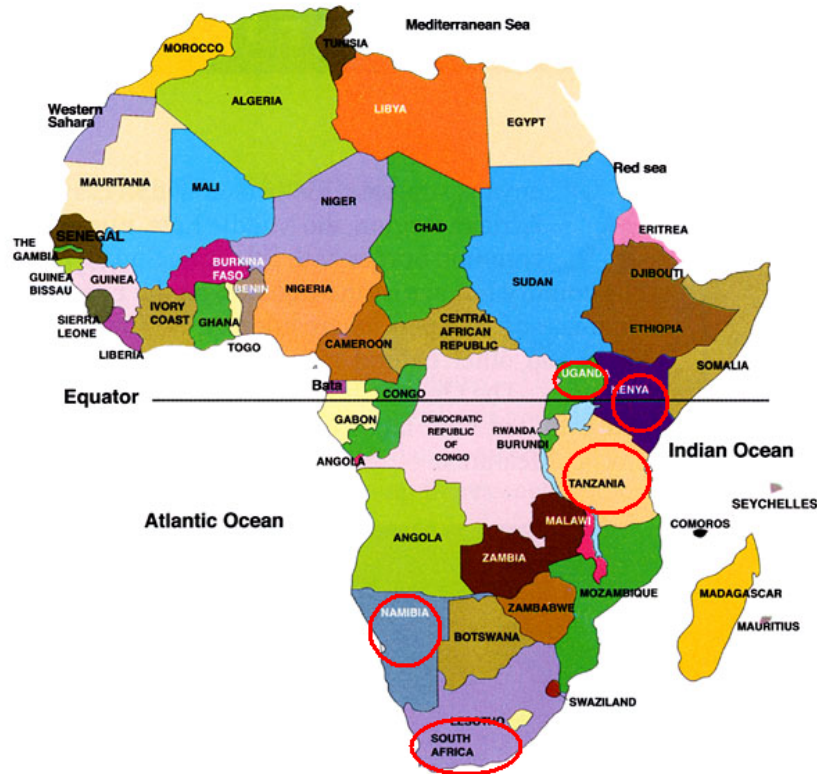 Mediterranean Sea
MOROCCO
TUNISIA
ALGERIA
LIBYA
EGYPT
Western
Sahara
Red sea
MAURITANIA
MALI
NIGER
CHAD
SUDAN
ERITREA
SENEGAL
THE
GAMBIA
GUINEA
BISSAU
GUINEA
BURKINA
FASO
BENIN
NIGERIA
DJIBOUTI
ETHIOPIA
SOMALIA
SIERRA
LEONE
LIBERIA
IVORY
COAST
GHANA
TOGO
CAMEROON
CENTRAL
AFRICAN
REPUBLIC
UGANDA
KENYA
Bata
Equator
CONGO
GABON
DEMOCRATIC
REPUBLIC
OF
CONGO
RWANDA
BURUNDI
Indian Ocean
ANGOLA
TANZANIA
SEYCHELLES
Atlantic Ocean
ANGOLA
MALAWI
COMOROS
ZAMBIA
MOZAMBIQUE
MADAGASCAR
NAMIBIA
ZAMBABWE
BOTSWANA
MAURITIUS
SWAZILAND
LESOTHO
SOUTH
AFRICA